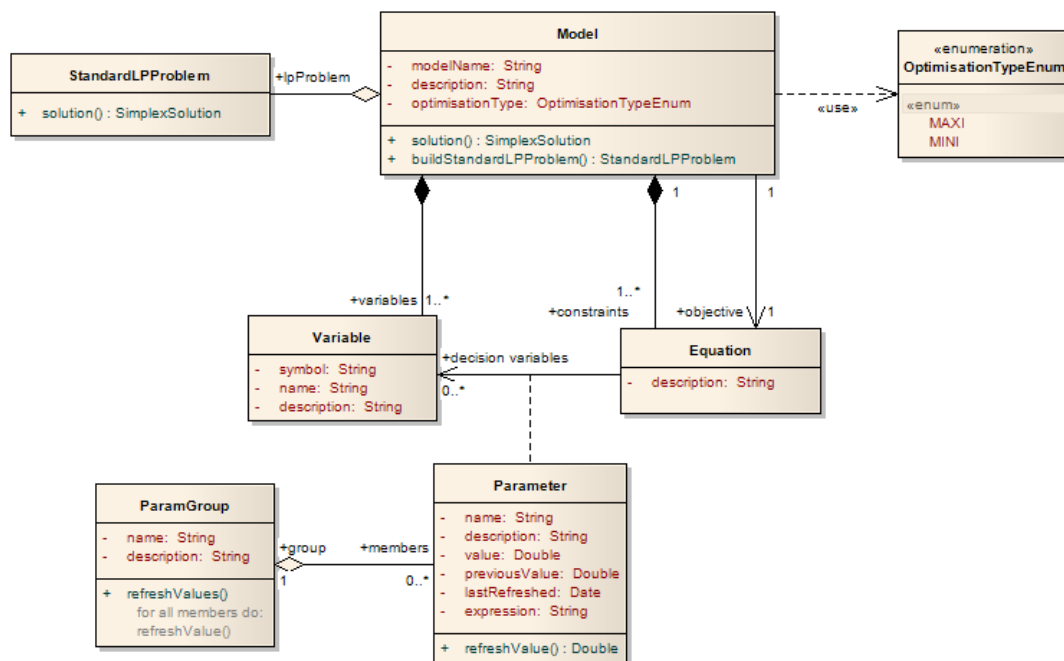 Model
- modelName: String
- description: String
- optimisationType: OptimisationTypeEnum
+ solution() : SimplexSolution
+ buildStandardLPProblem() : StandardLPProblem
StandardLPProblem
+ solution() : SimplexSolution
+lpProblem
«enumeration»
OptimisationTypeEnum
«enum»
MAXI
MINI
«use»
1
1
+variables
1..*
1..*
+constraints
+objective
1
Variable
- symbol: String
- name: String
- description: String
+decision variables
0..*
Equation
- description: String
ParamGroup
- name: String
- description: String
+ refreshValues()
for all members do:
refreshValue()
+group
1
+members
0..*
Parameter
- name: String
- description: String
- value: Double
- previousValue: Double
- lastRefreshed: Date
- expression: String
+ refreshValue() : Double